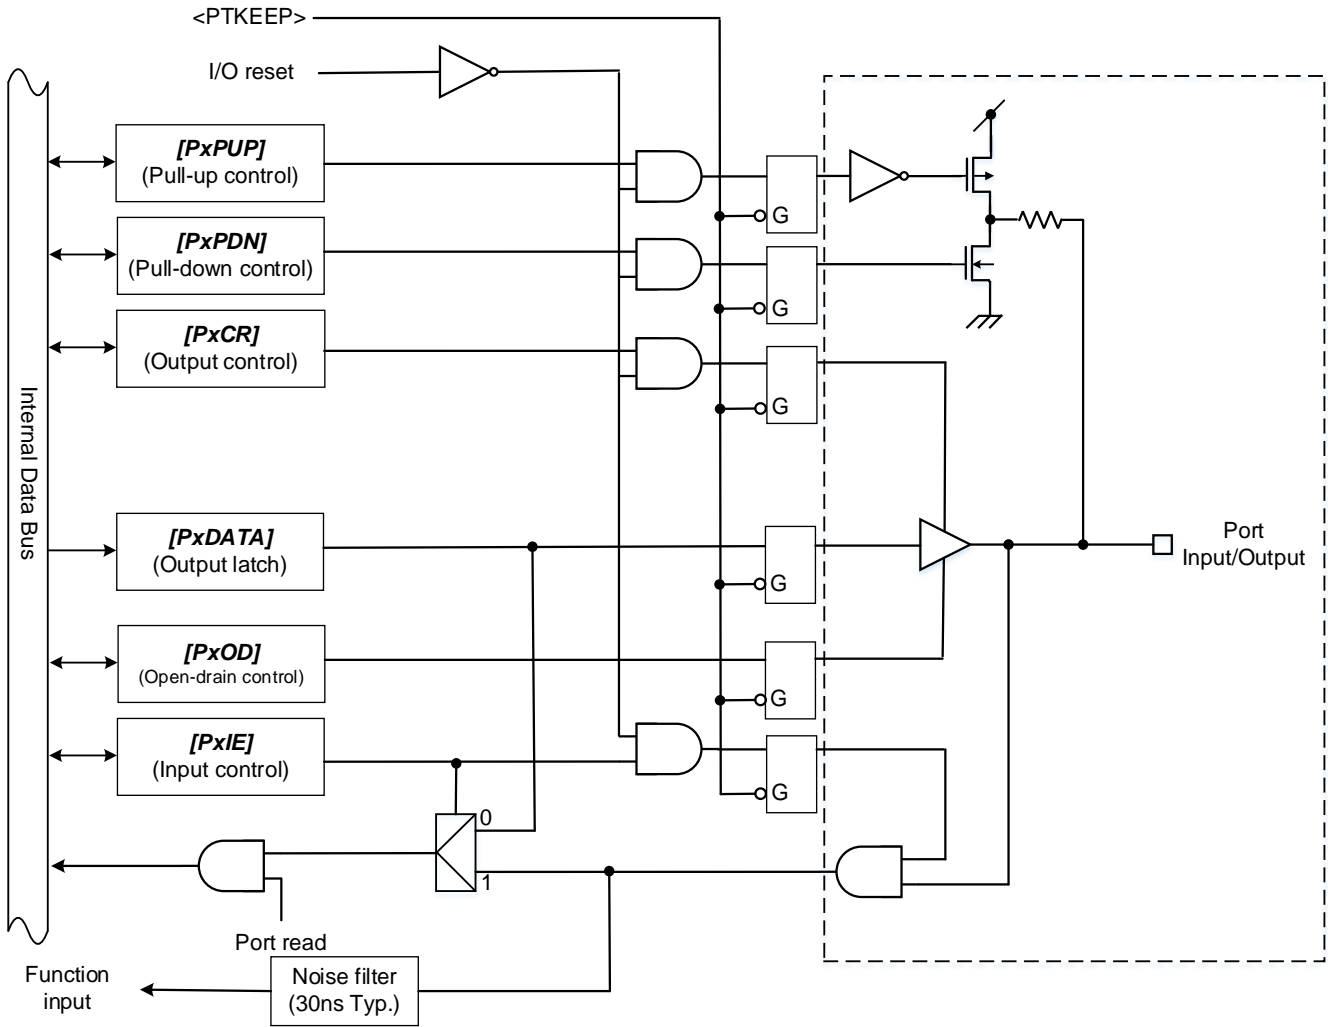 <PTKEEP>
I/O reset
[PxPUP]
(Pull-up control)
G
[PxPDN]
(Pull-down control)
G
[PxCR]
(Output control)
G
Internal Data Bus
[PxDATA]
(Output latch)
G
Port
Input/Output
[PxOD]
(Open-drain control)
G
[PxIE]
(Input control)
G
0
1
Port read
Function
input
Noise filter
(30ns Typ.)